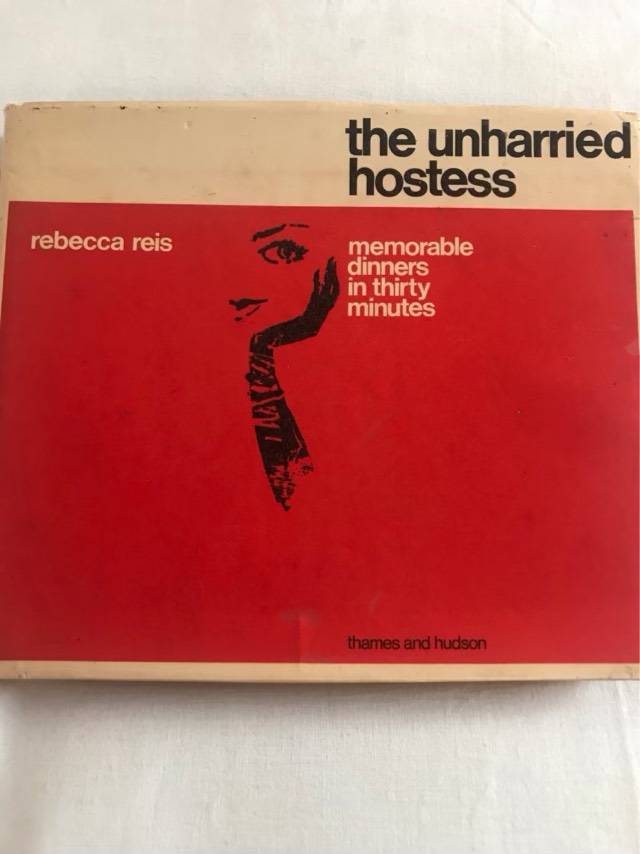 the unharried
hostess
rebecca reis
memorable
dinners
in thirty
minutes
thames and hudson